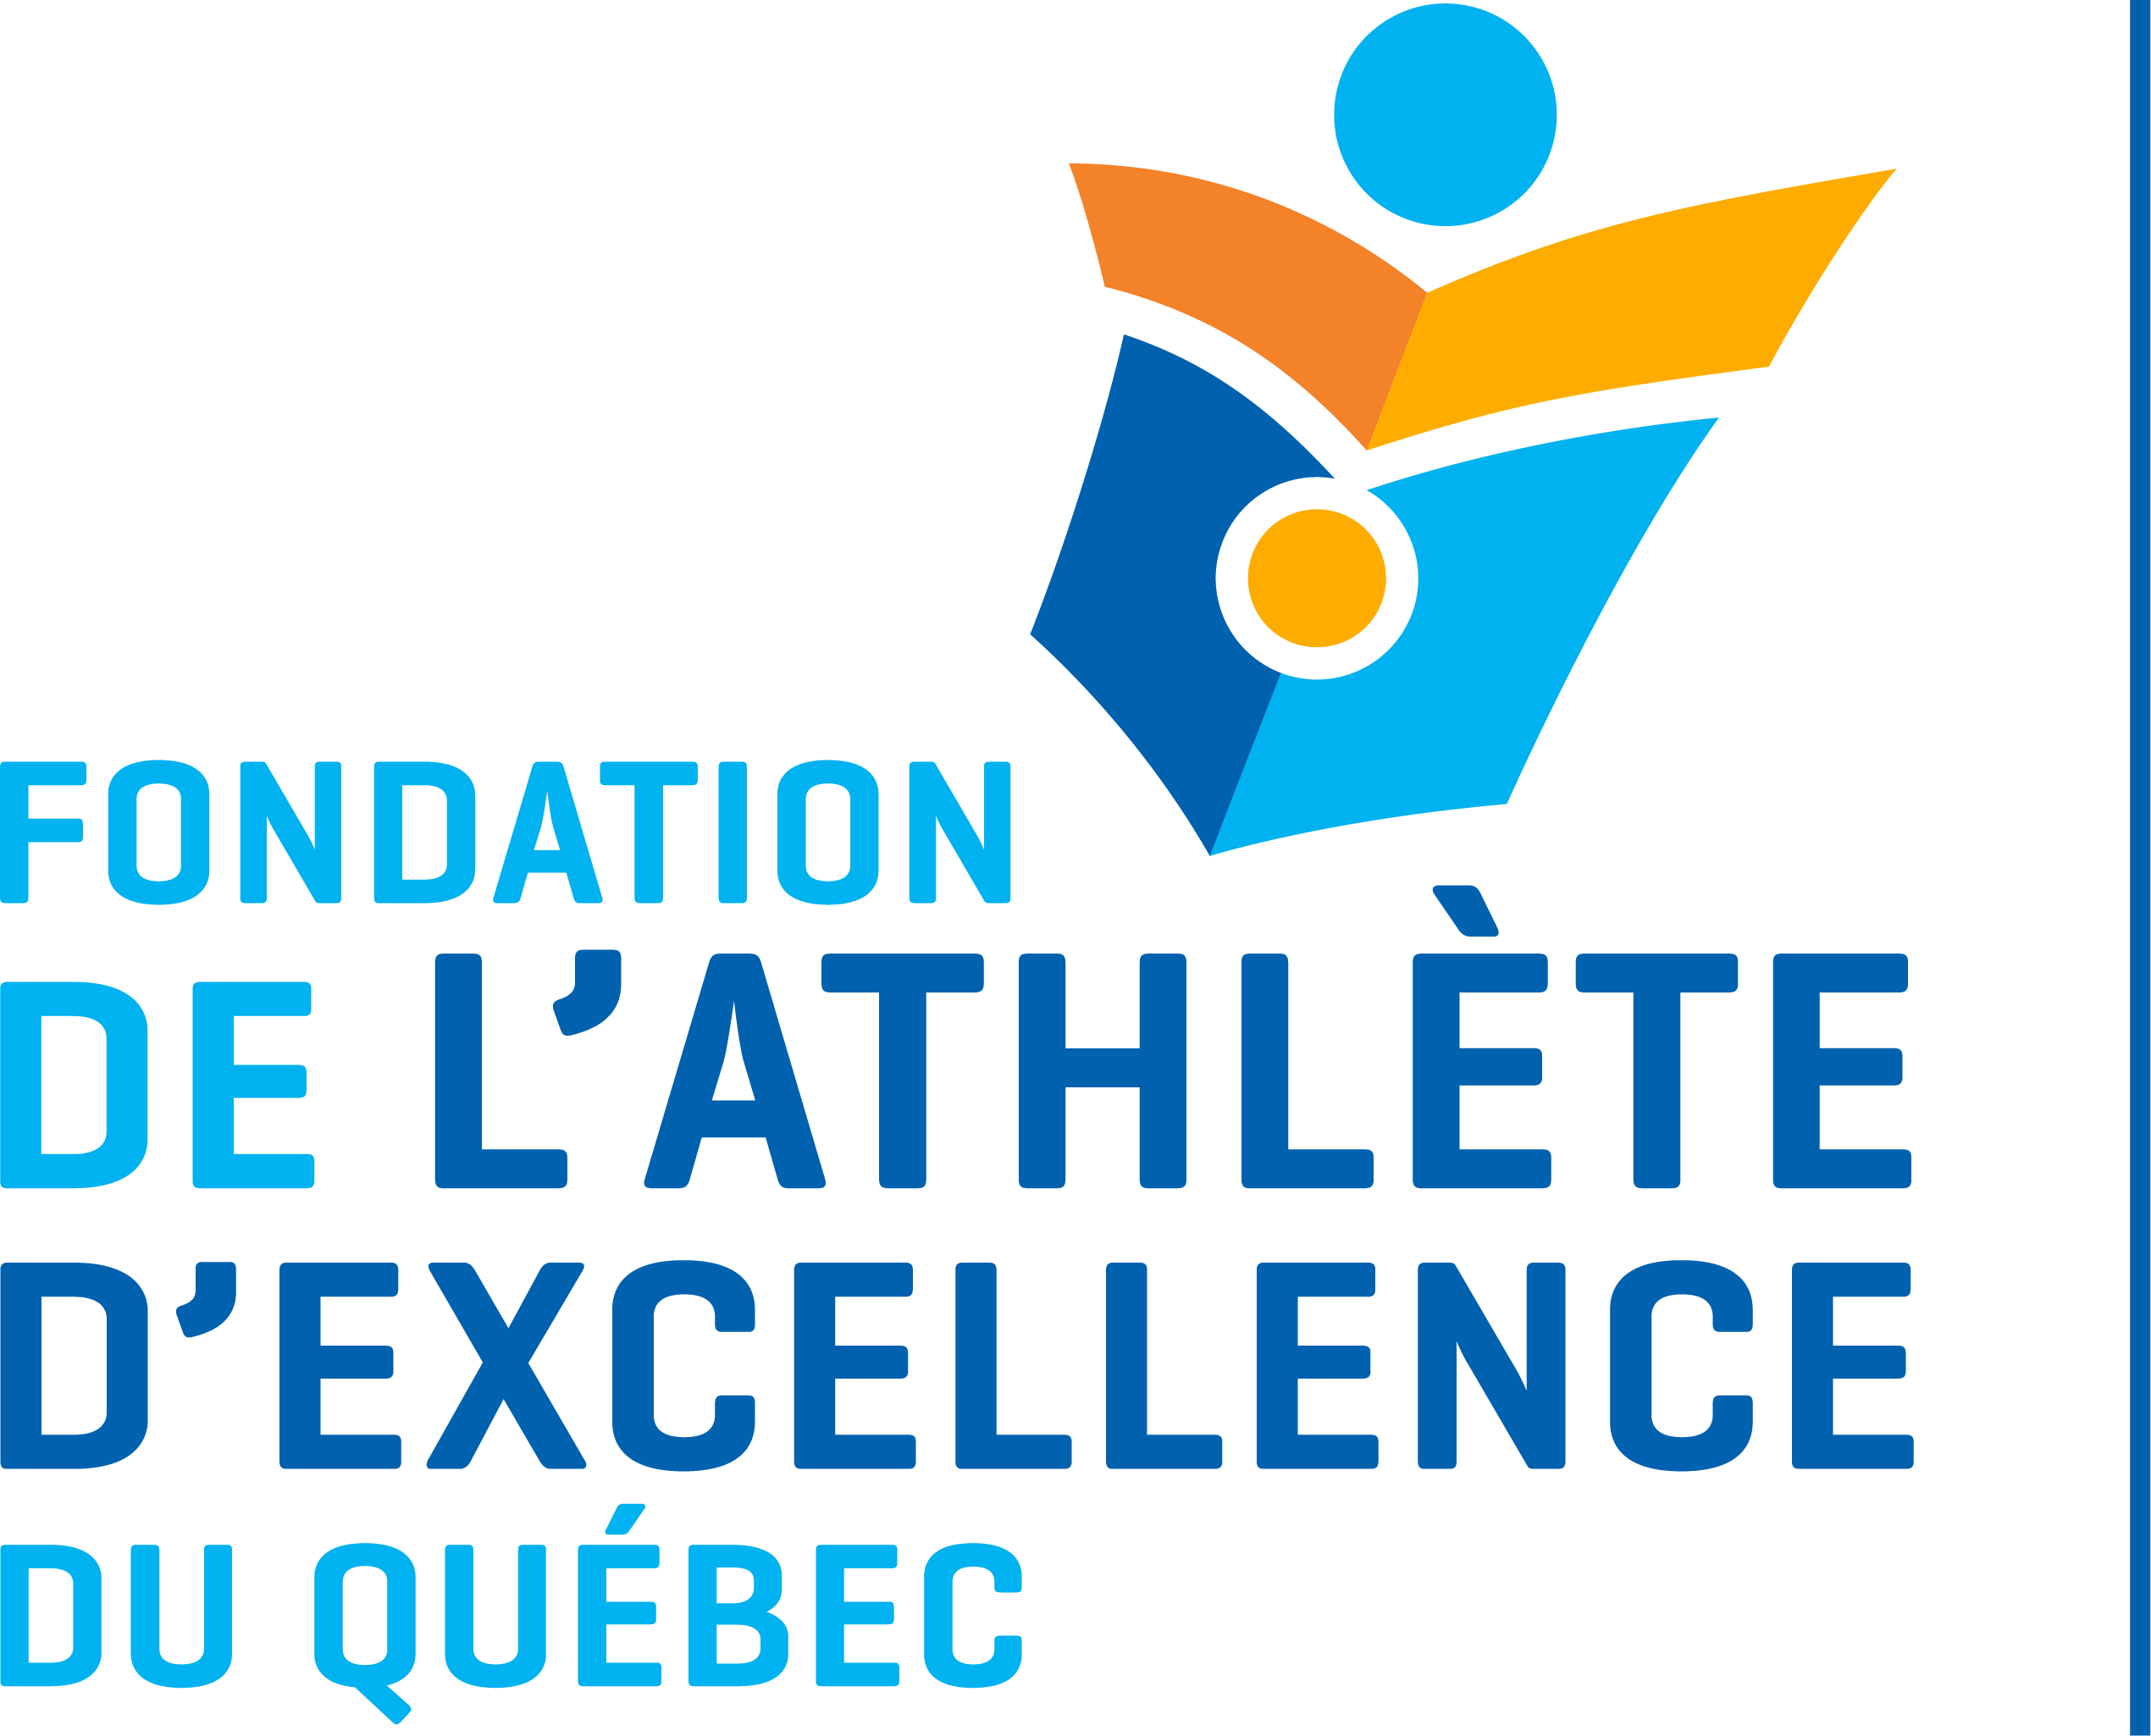 FONDATION
DE L'ATHLÈTE
D'EXCELLENCE
DU QUÉBEC